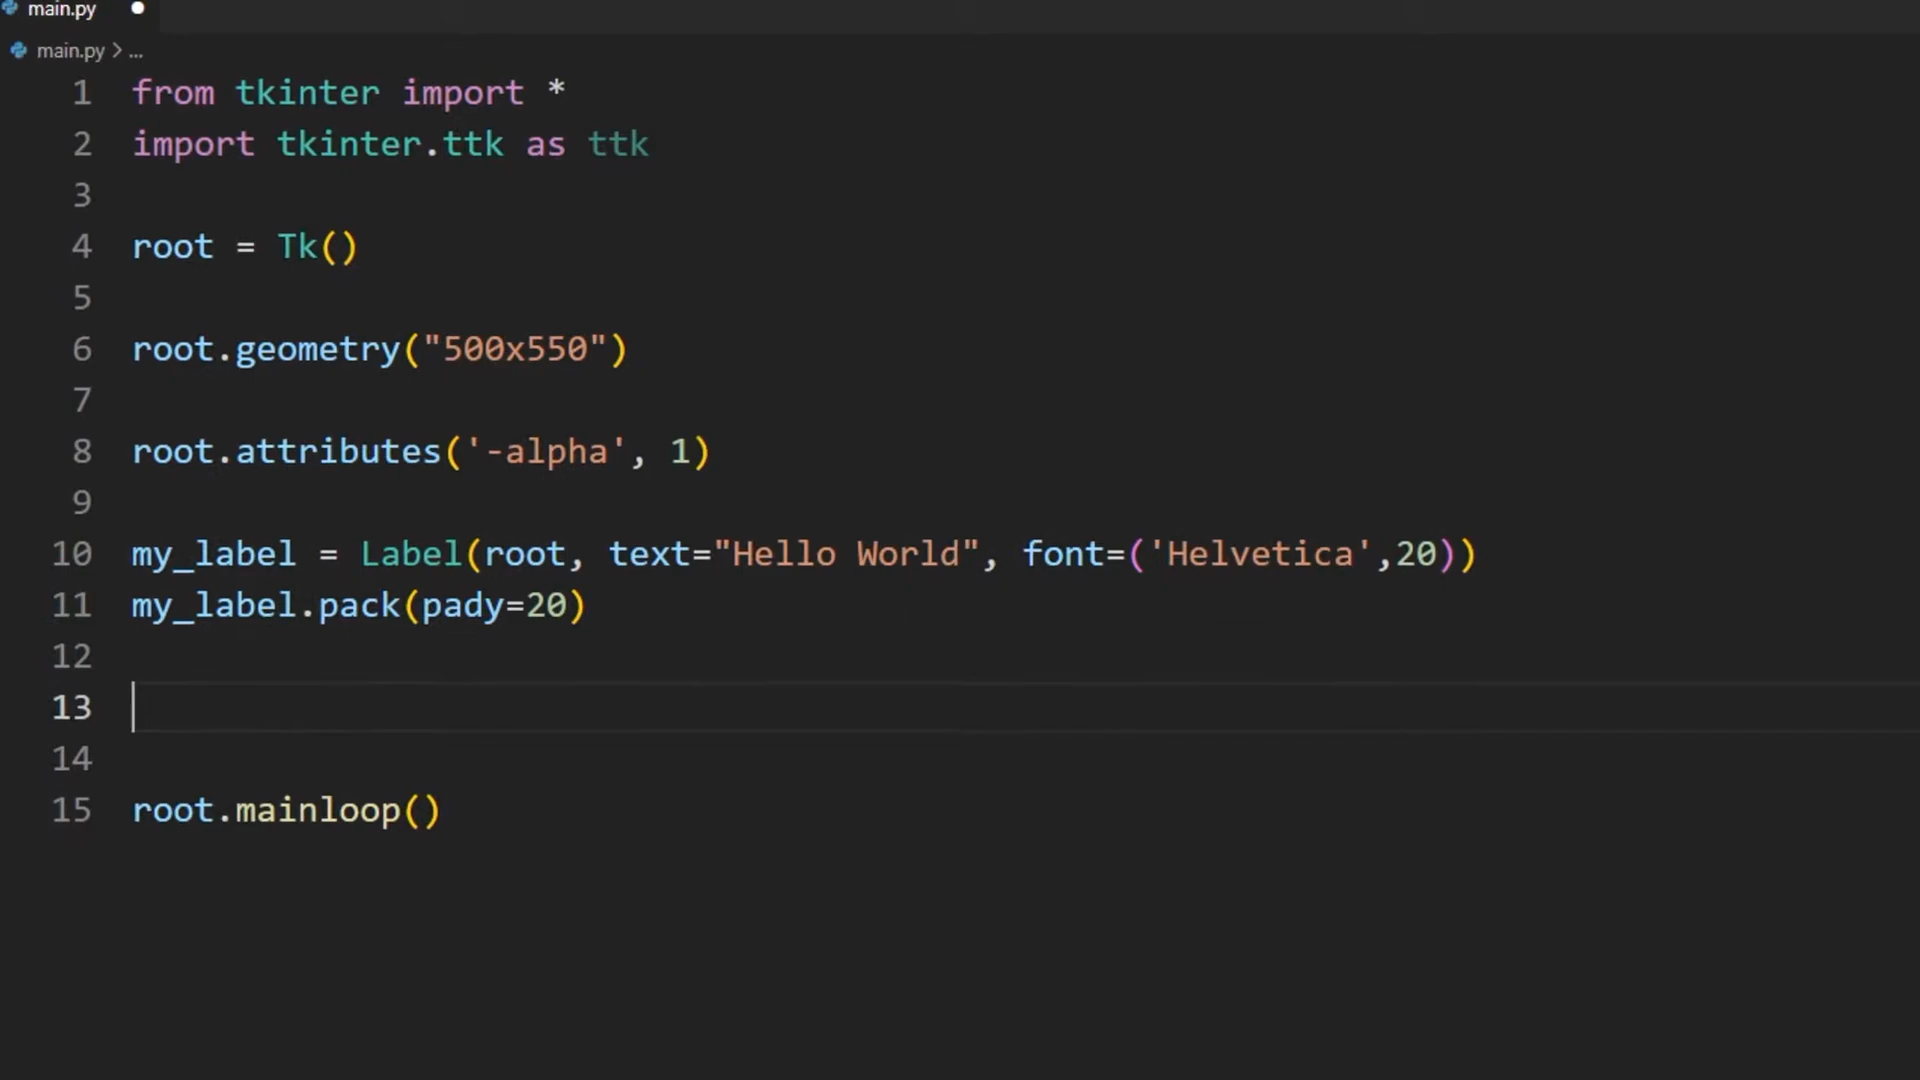 main.py
main.py > ...
1 from tkinter import *
2 import tkinter.ttk as ttk
3
4 root = Tk()
5
6 root.geometry("500x550")
7
8 root.attributes('-alpha', 1)
9
10 my_label = Label(root, text="Hello World", font=('Helvetica',20))
11 my_label.pack(pady=20)
12
13
14
15 root.mainloop()